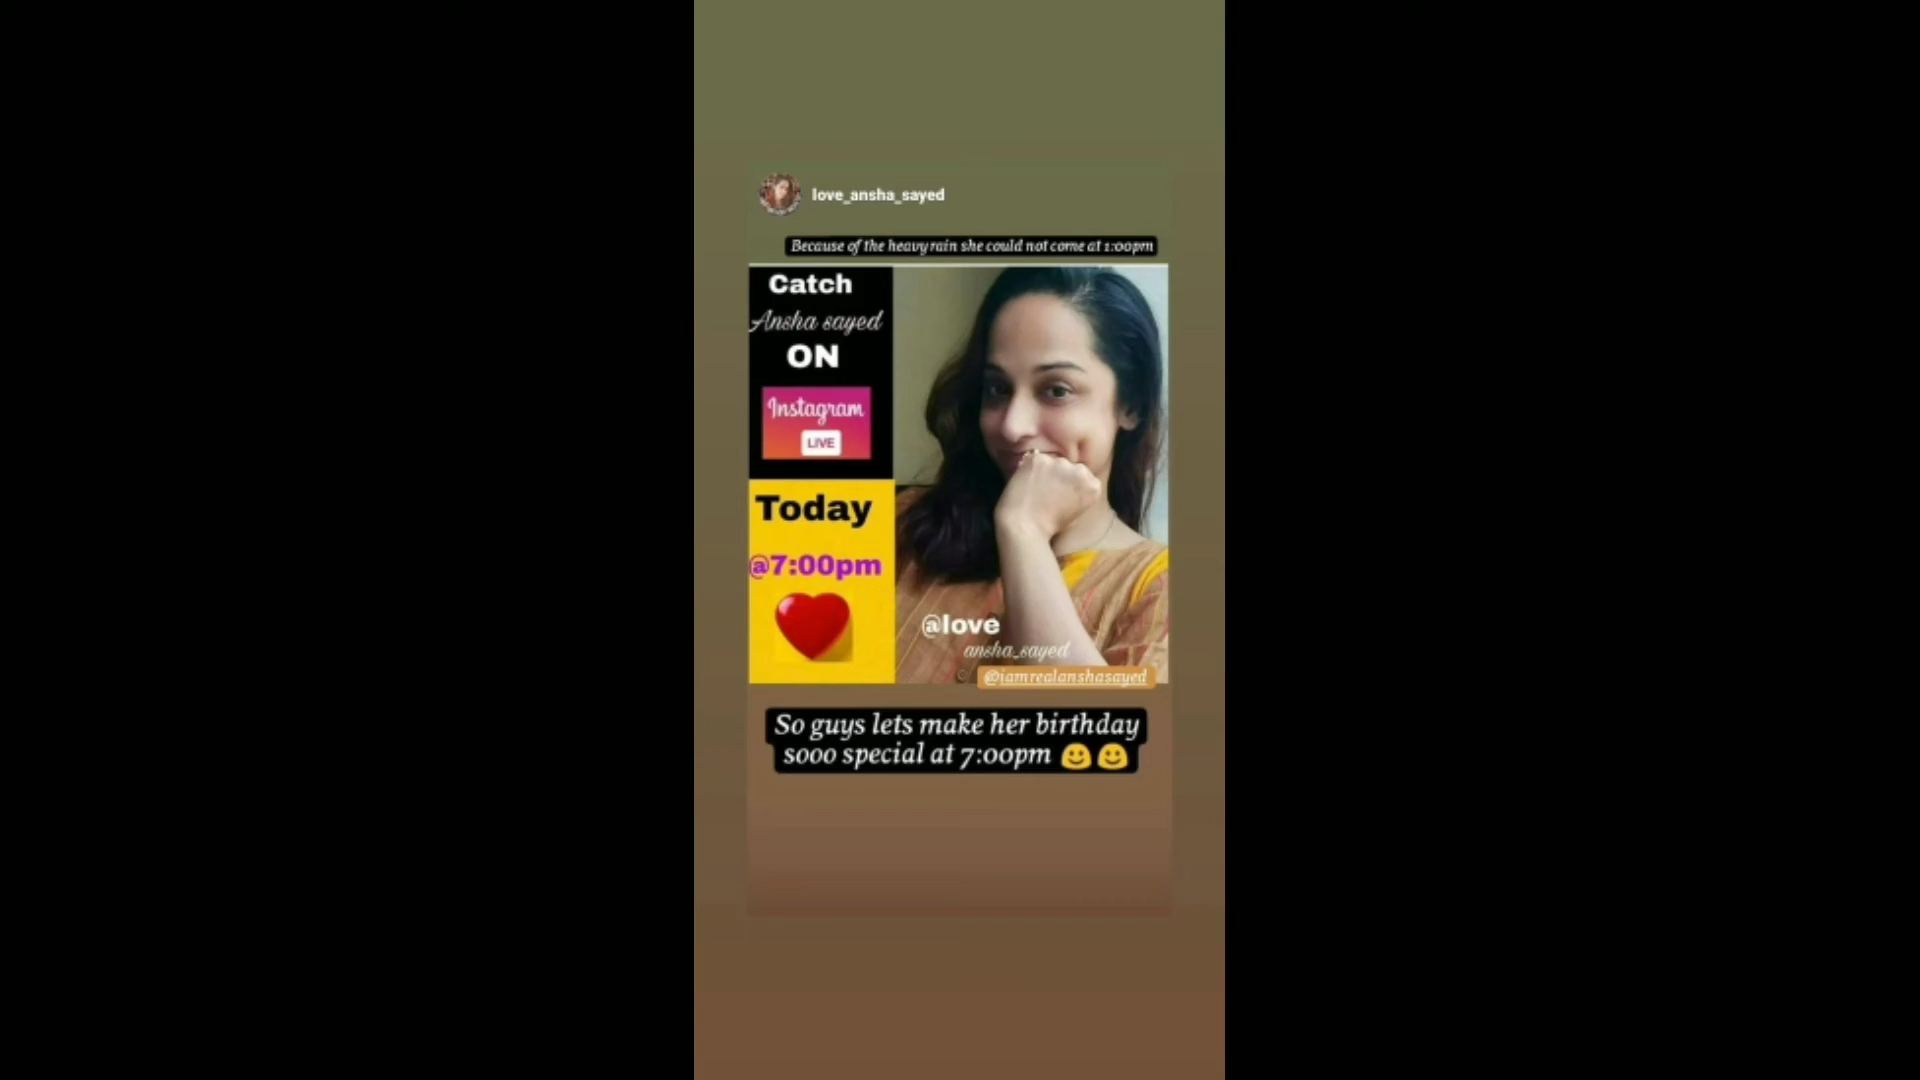 love_ansha_sayed
Because of the heavy rain she could not come at 1:00pm
Catch
Ansha sayed
ON
Instagram
LIVE
Today
@7:00pm
@love
ansha_sayed
@iamrealanshasayed
So guys lets make her birthday
sooo special at 7:00pm 😃😃